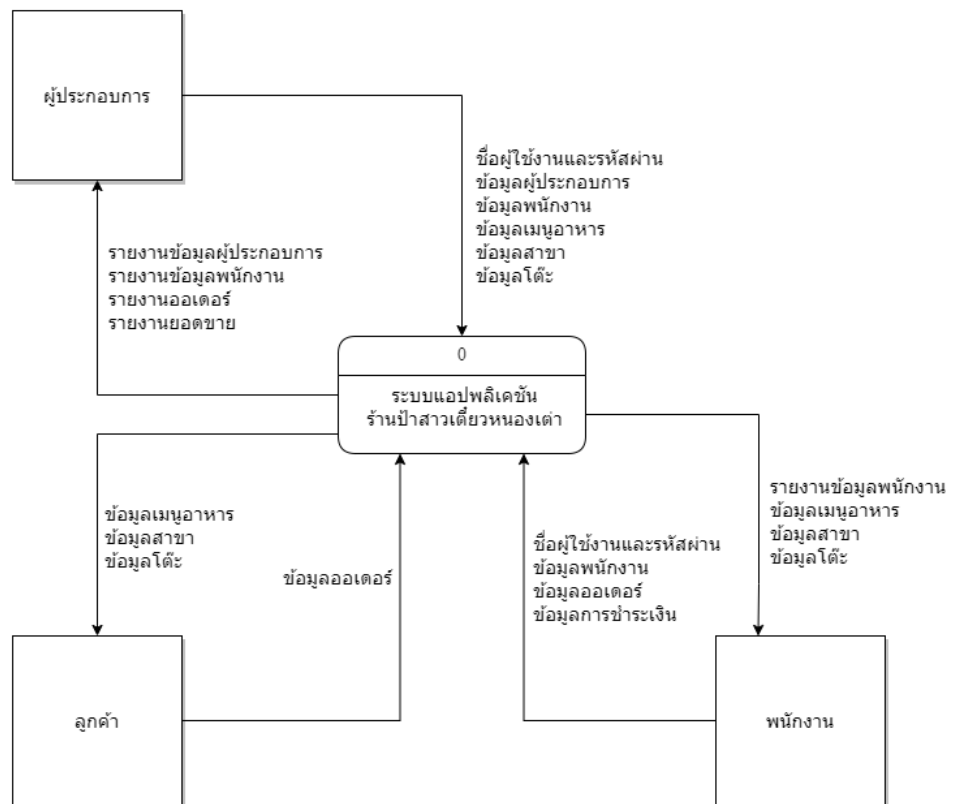 ผู้ประกอบการ
ชื่อผู้ใช้งานและรหัสผ่าน
ข้อมูลผู้ประกอบการ
ข้อมูลพนักงาน
ข้อมูลเมนูอาหาร
ข้อมูลสาขา
ข้อมูลโต๊ะ
รายงานข้อมูลผู้ประกอบการ
รายงานข้อมูลพนักงาน
รายงานออเดอร์
รายงานยอดขาย
0
ระบบแอปพลิเคชัน
ร้านป้าสาวเตี๋ยวหนองเต่า
ข้อมูลเมนูอาหาร
ข้อมูลสาขา
ข้อมูลโต๊ะ
ข้อมูลออเดอร์
ชื่อผู้ใช้งานและรหัสผ่าน
ข้อมูลพนักงาน
ข้อมูลออเดอร์
ข้อมูลการชำระเงิน
รายงานข้อมูลพนักงาน
ข้อมูลเมนูอาหาร
ข้อมูลสาขา
ข้อมูลโต๊ะ
ลูกค้า
พนักงาน